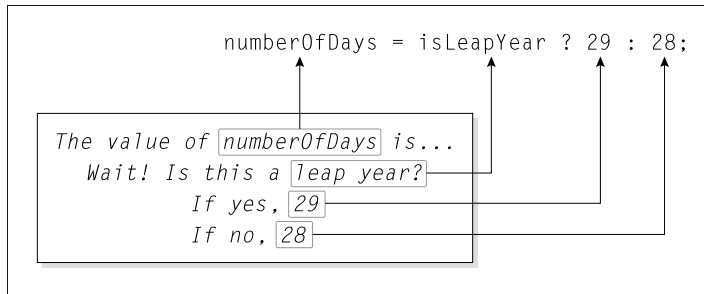 numberOfDays = isLeapYear ? 29 : 28;
The value of numberOfDays is...
Wait! Is this a leap year?
If yes, 29
If no, 28